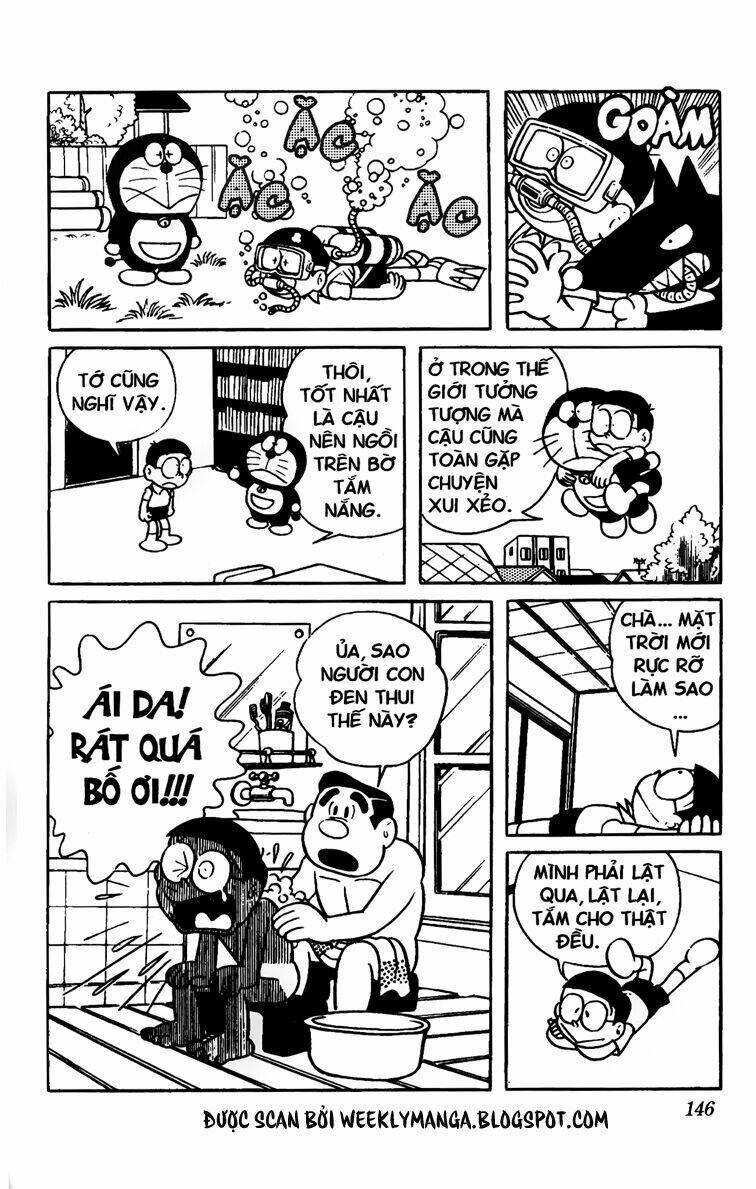 GOÀM
ẶC
ẶC
ẶC
Ở TRONG THẾ
GIỚI TƯỞNG
TƯỢNG MÀ
CẬU CŨNG
TOÀN GẶP
CHUYỆN
XUI XẺO.
THÔI,
TỐT NHẤT
LÀ CẬU
NÊN NGỒI
TRÊN BỜ
TẮM
NẮNG.
TỚ CŨNG
NGHĨ VẬY.
CHÀ... MẶT
TRỜI MỚI
RỰC RỠ
LÀM SAO
...
MÌNH PHẢI LẬT
QUA, LẬT LẠI,
TẮM CHO THẬT
ĐỀU.
ỦA, SAO
NGƯỜI CON
ĐEN THUI
THẾ NÀY?
ÁI DA!
RÁT QUÁ
BỐ ƠI!!!
146
ĐƯỢC SCAN BỞI WEEKLYMANGA.BLOGSPOT.COM